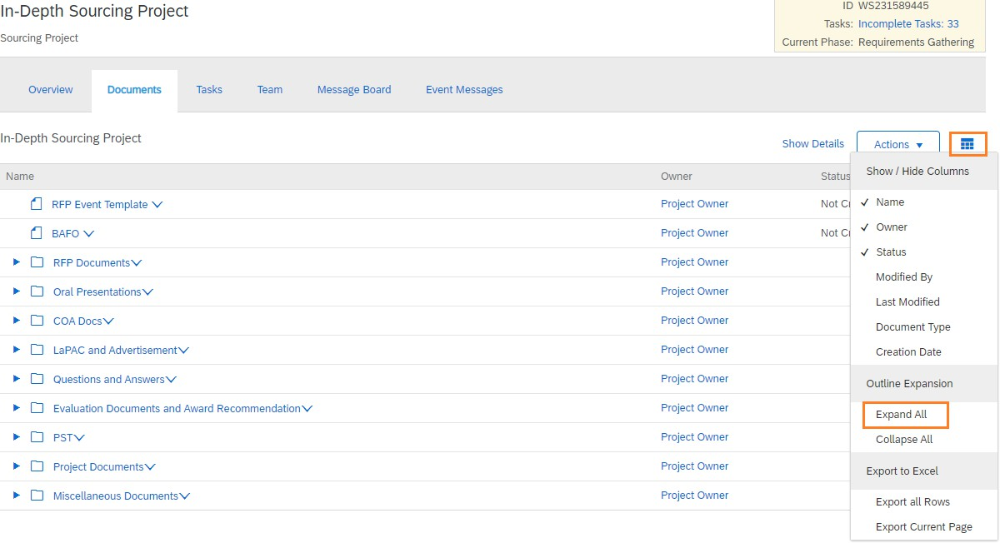 In-Depth Sourcing Project
ID WS231589445
Sourcing Project
Tasks: Incomplete Tasks: 33
Current Phase: Requirements Gathering
Overview Documents Tasks Team Message Board Event Messages
In-Depth Sourcing Project
Show Details Actions
Name Owner Status
RFP Event Template Project Owner Not Cr
BAFO Project Owner Not Cr
RFP Documents Project Owner
Oral Presentations Project Owner
COA Docs Project Owner
LaPAC and Advertisement Project Owner
Questions and Answers Project Owner
Evaluation Documents and Award Recommendation Project Owner
PST Project Owner
Project Documents Project Owner
Miscellaneous Documents Project Owner
Show / Hide Columns
Name
Owner
Status
Modified By
Last Modified
Document Type
Creation Date
Outline Expansion
Expand All
Collapse All
Export to Excel
Export all Rows
Export Current Page